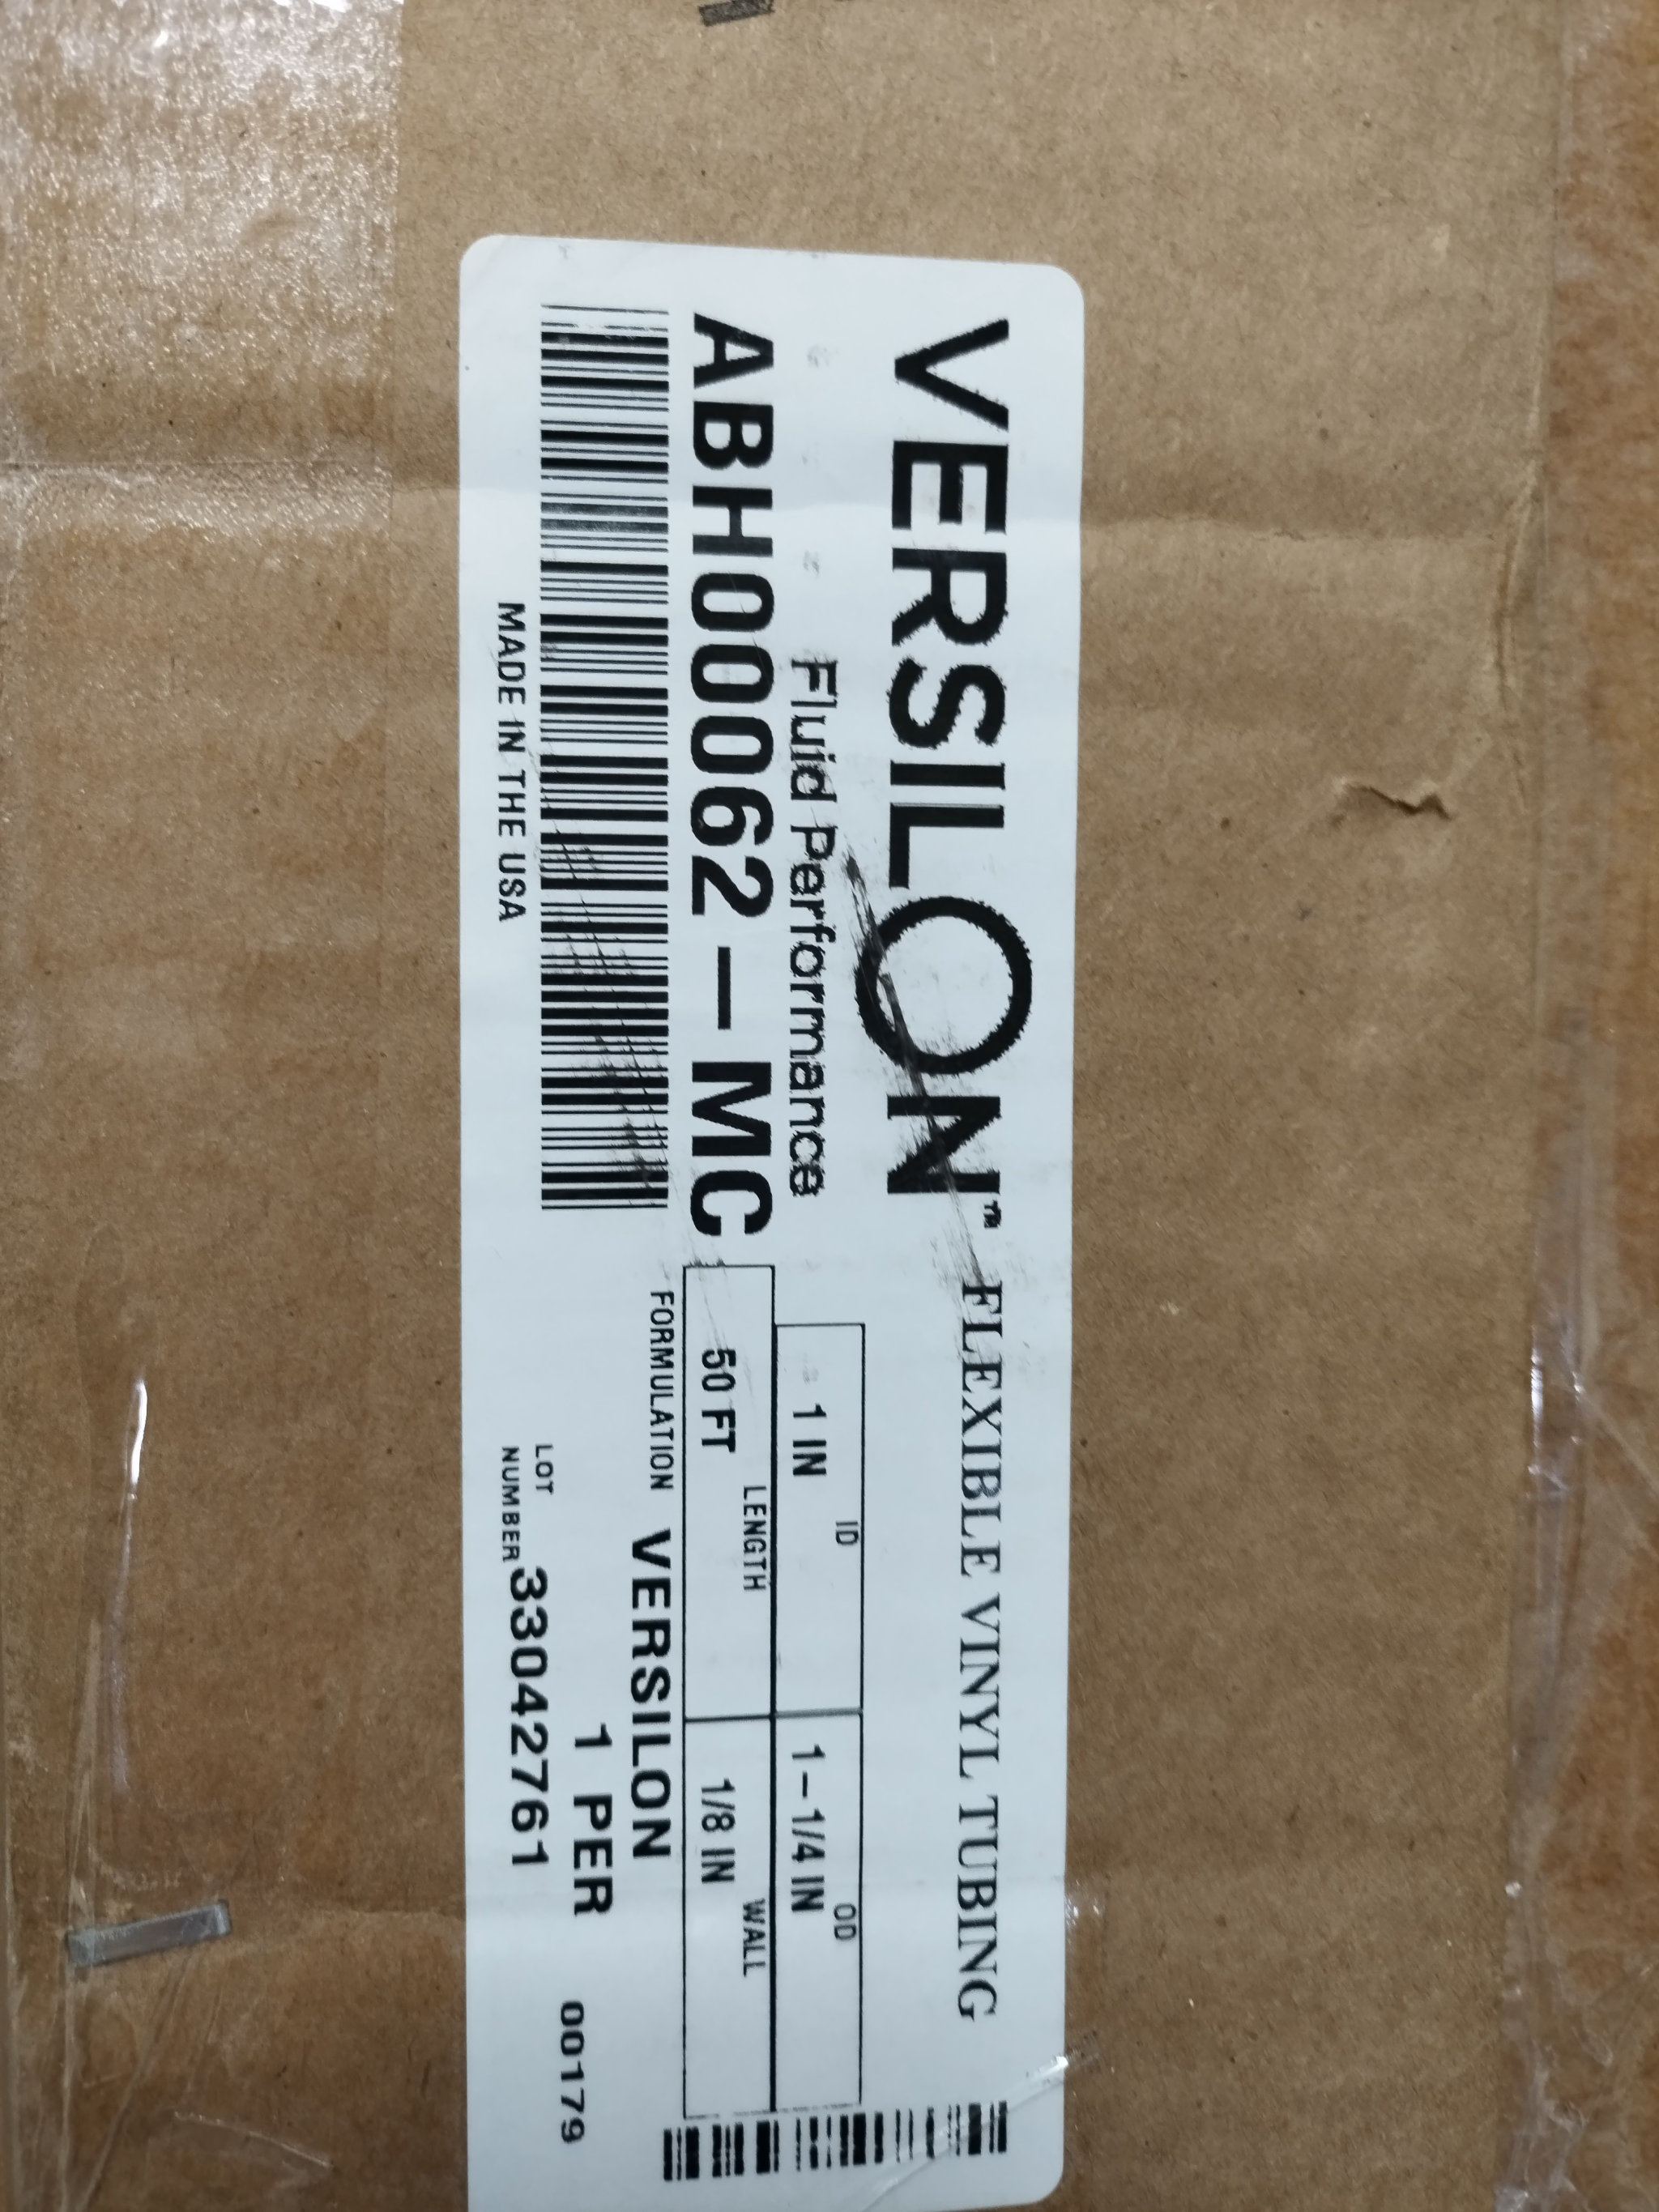 VERSILON™ FLEXIBLE VINYL TUBING
Fluid Performance
ID OD
1 IN 1-1/4 IN
ABH00062-MC
LENGTH WALL
50 FT 1/8 IN
FORMULATION VERSILON
1 PER 00179
LOT
NUMBER 33042761
MADE IN THE USA